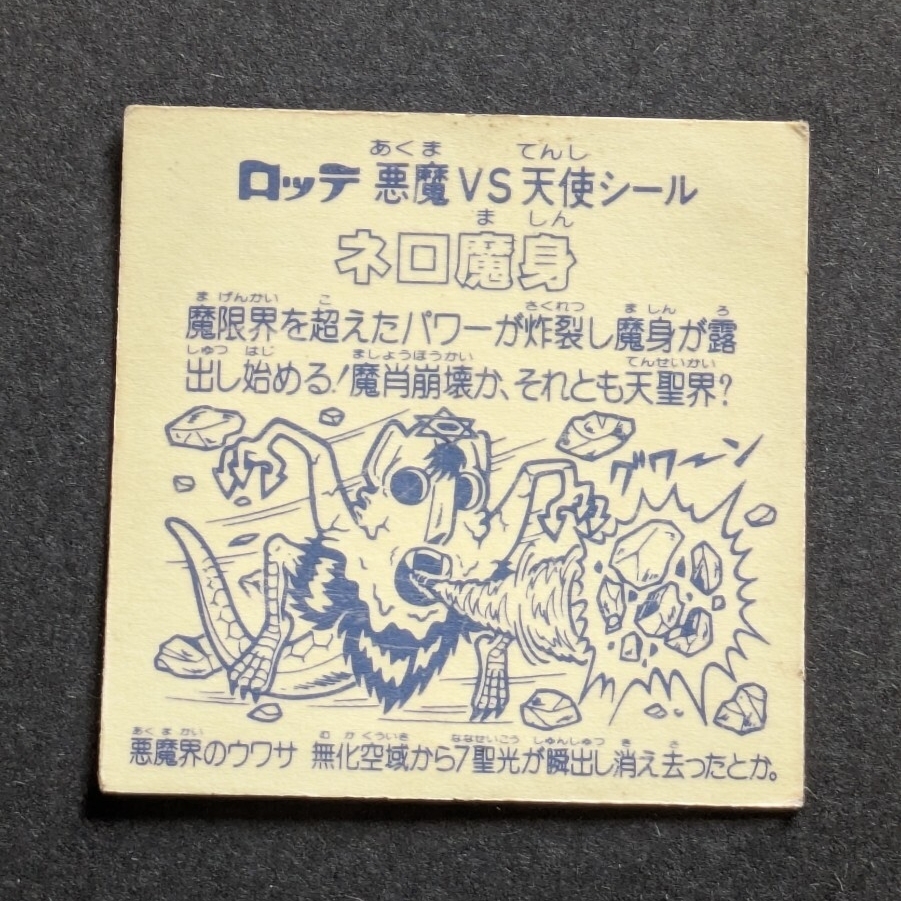 ロッテ 悪魔VS天使シール
あくま てんし
ネロ魔身
ま しん
魔限界を超えたパワーが炸裂し魔身が露
ま げんかい こ さくれつ ま しん ろ
出し始める!魔肖崩壊か、それとも天聖界?
しゅつ はじ ましょうほうかい てんせいかい
グワーン
悪魔界のウワサ 無化空域から7聖光が瞬出し消え去ったとか。
あくまかい むかくういき ななせいこう しゅんしゅつ き さ